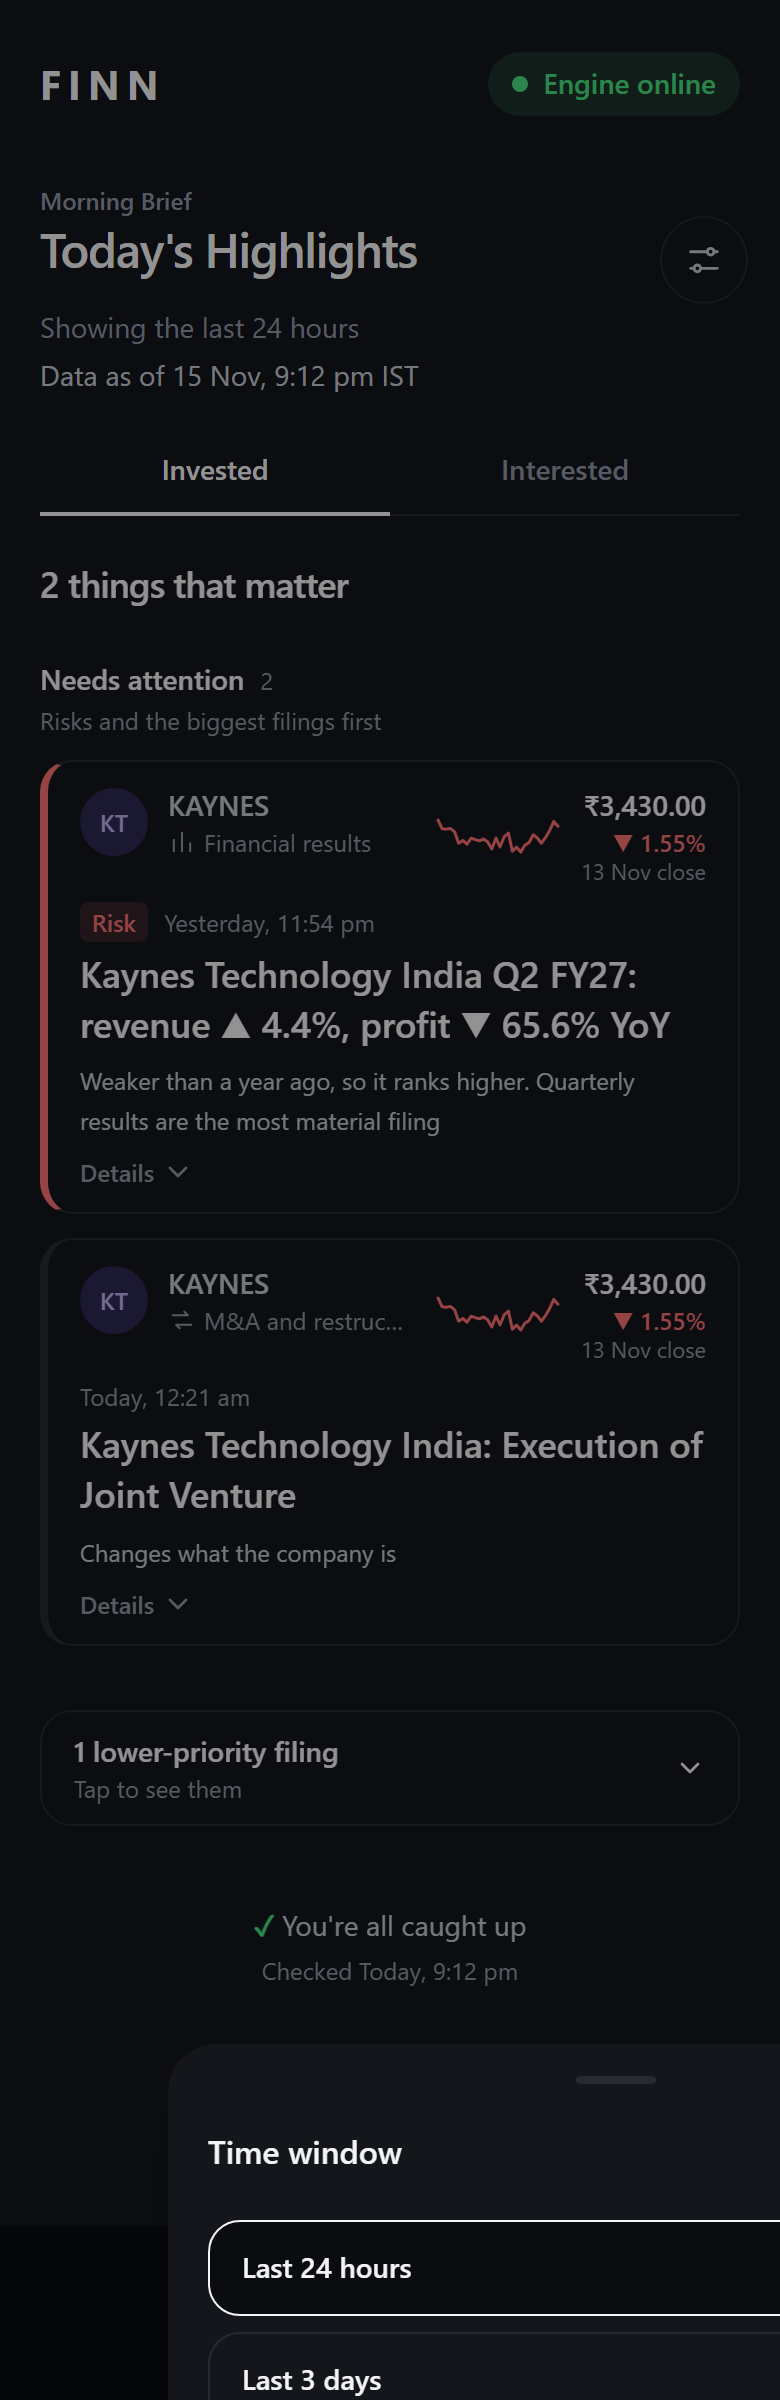 FINN
Engine online
Morning Brief
Today's Highlights
Showing the last 24 hours
Data as of 15 Nov, 9:12 pm IST
Invested
Interested
2 things that matter
Needs attention 2
Risks and the biggest filings first
KT
KAYNES
Financial results
₹3,430.00
▼ 1.55%
13 Nov close
Risk
Yesterday, 11:54 pm
Kaynes Technology India Q2 FY27:
revenue ▲ 4.4%, profit ▼ 65.6% YoY
Weaker than a year ago, so it ranks higher. Quarterly
results are the most material filing
Details
KT
KAYNES
M&A and restruc...
₹3,430.00
▼ 1.55%
13 Nov close
Today, 12:21 am
Kaynes Technology India: Execution of
Joint Venture
Changes what the company is
Details
1 lower-priority filing
Tap to see them
✓ You're all caught up
Checked Today, 9:12 pm
Time window
Last 24 hours
Last 3 days